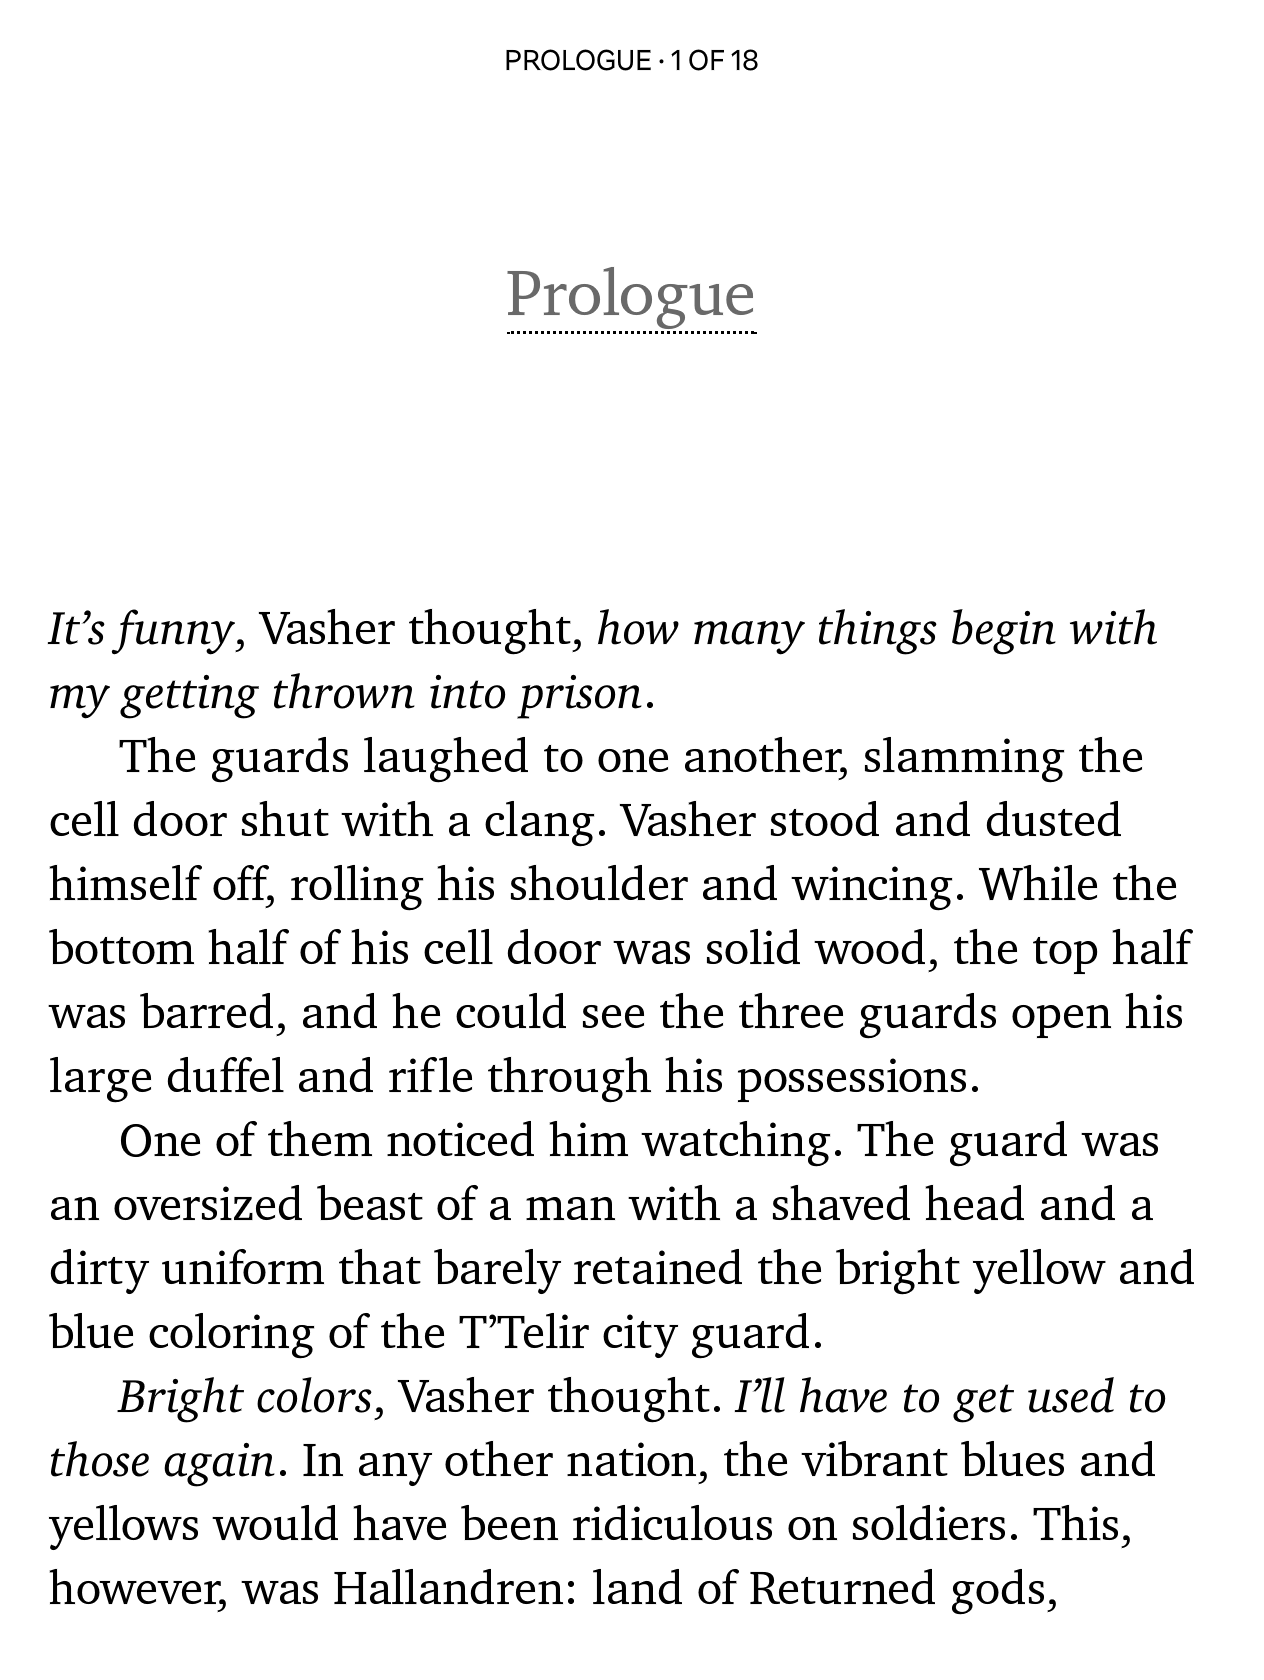 PROLOGUE · 1 OF 18
Prologue
It’s funny, Vasher thought, how many things begin with
my getting thrown into prison.
The guards laughed to one another, slamming the
cell door shut with a clang. Vasher stood and dusted
himself off, rolling his shoulder and wincing. While the
bottom half of his cell door was solid wood, the top half
was barred, and he could see the three guards open his
large duffel and rifle through his possessions.
One of them noticed him watching. The guard was
an oversized beast of a man with a shaved head and a
dirty uniform that barely retained the bright yellow and
blue coloring of the T’Telir city guard.
Bright colors, Vasher thought. I’ll have to get used to
those again. In any other nation, the vibrant blues and
yellows would have been ridiculous on soldiers. This,
however, was Hallandren: land of Returned gods,